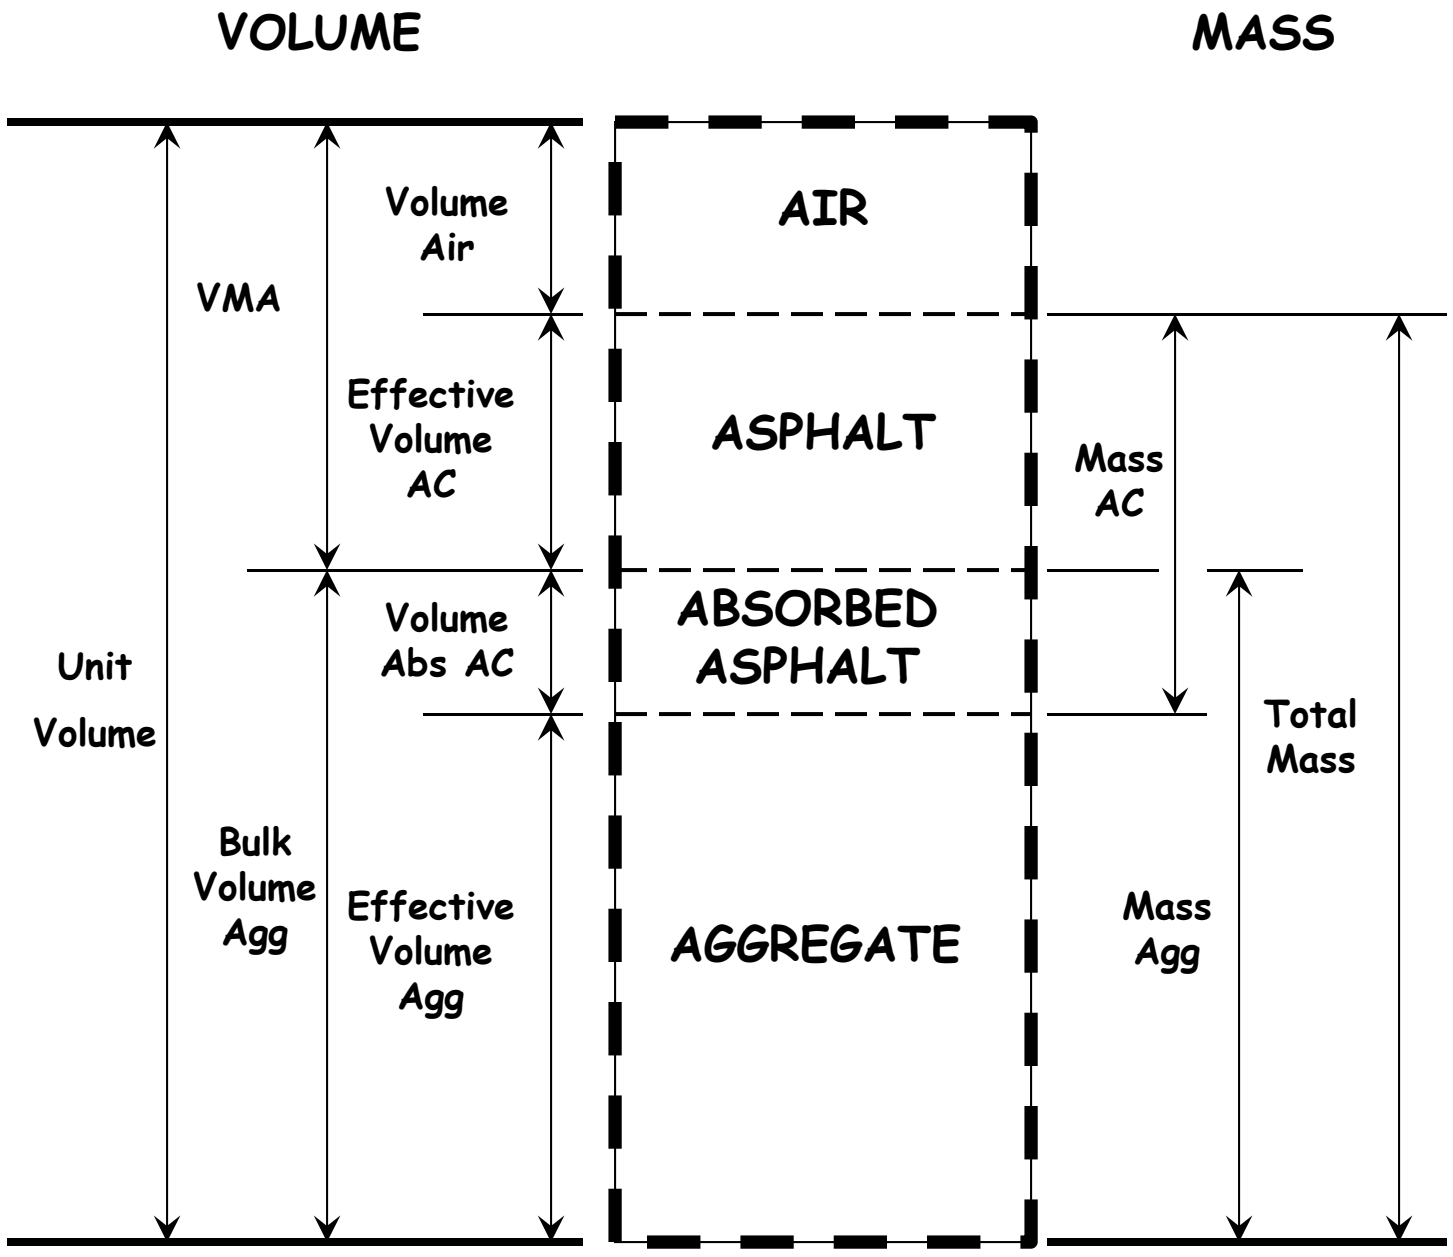 VOLUME
MASS
Volume
Air
AIR
VMA
Effective
Volume
AC
ASPHALT
Mass
AC
Volume
Abs AC
ABSORBED
ASPHALT
Unit
Volume
Total
Mass
Bulk
Volume
Agg
Effective
Volume
Agg
AGGREGATE
Mass
Agg